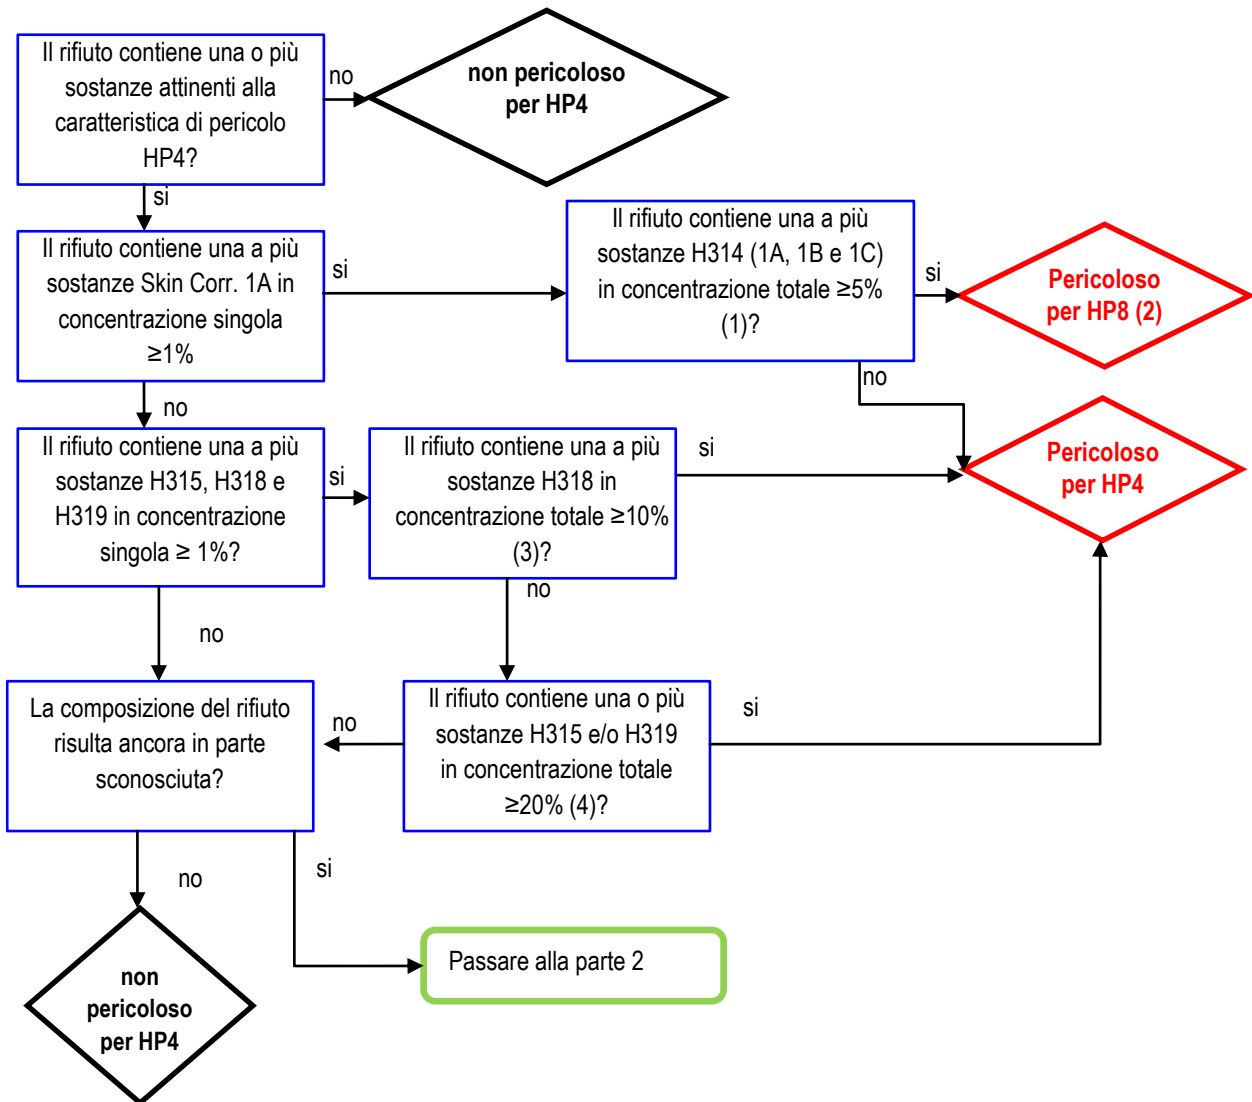 Il rifiuto contiene una o più
sostanze attinenti alla
caratteristica di pericolo
HP4?
no
non pericoloso
per HP4
si
Il rifiuto contiene una a più
sostanze Skin Corr. 1A in
concentrazione singola
≥1%
si
Il rifiuto contiene una a più
sostanze H314 (1A, 1B e 1C)
in concentrazione totale ≥5%
(1)?
si
Pericoloso
per HP8 (2)
no
no
Il rifiuto contiene una a più
sostanze H315, H318 e
H319 in concentrazione
singola ≥ 1%?
si
Il rifiuto contiene una a più
sostanze H318 in
concentrazione totale ≥10%
(3)?
si
Pericoloso
per HP4
no
no
La composizione del rifiuto
risulta ancora in parte
sconosciuta?
no
Il rifiuto contiene una o più
sostanze H315 e/o H319
in concentrazione totale
≥20% (4)?
si
no
si
non
pericoloso
per HP4
Passare alla parte 2